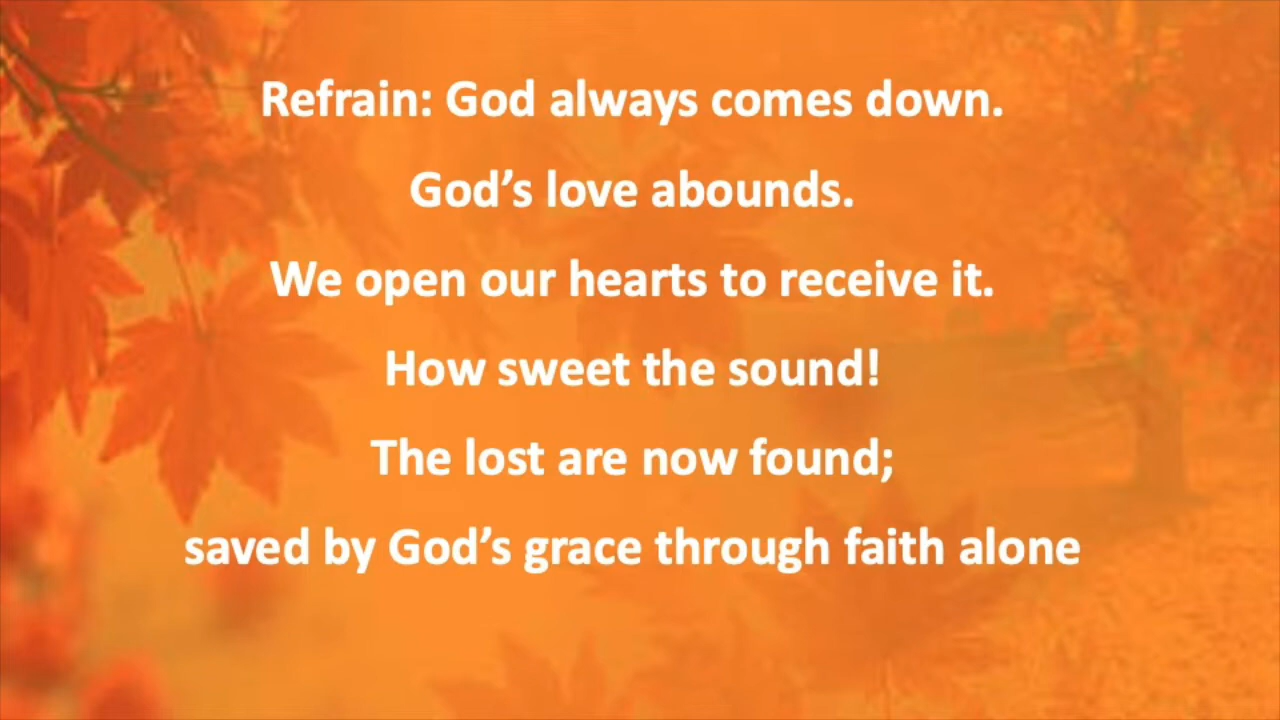 Refrain: God always comes down.
God’s love abounds.
We open our hearts to receive it.
How sweet the sound!
The lost are now found;
saved by God’s grace through faith alone